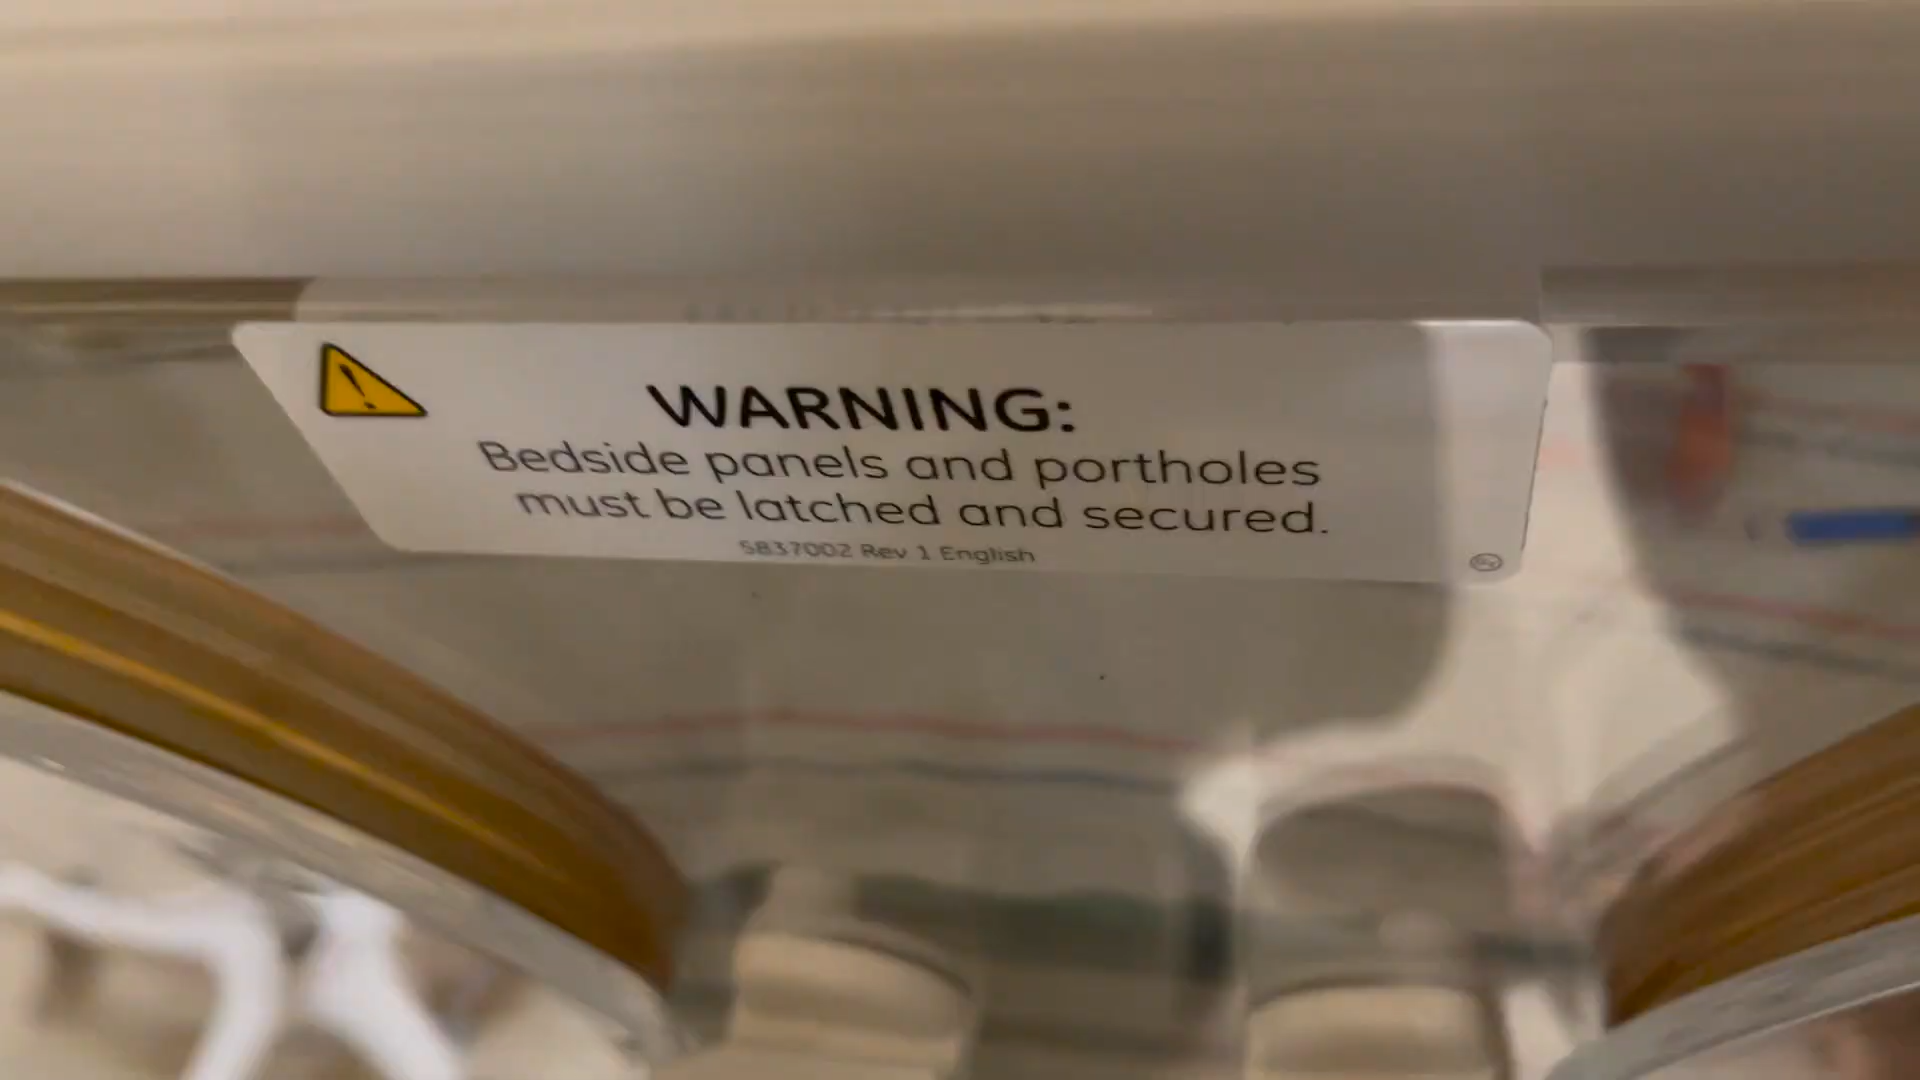 WARNING:
Bedside panels and portholes
must be latched and secured.
5837002 Rev 1 English